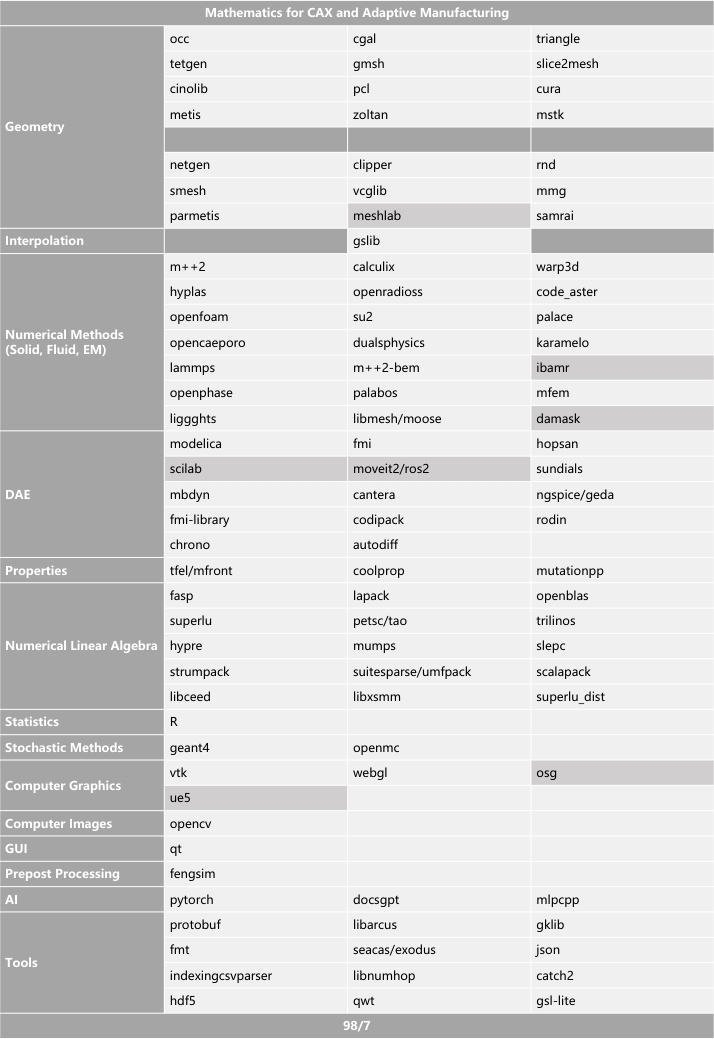 Mathematics for CAX and Adaptive Manufacturing
Geometry
occ cgal triangle
tetgen gmsh slice2mesh
cinolib pcl cura
metis zoltan mstk
netgen clipper rnd
smesh vcglib mmg
parmetis meshlab samrai
Interpolation gslib
Numerical Methods
(Solid, Fluid, EM)
m++2 calculix warp3d
hyplas openradioss code_aster
openfoam su2 palace
opencaeporo dualsphysics karamelo
lammps m++2-bem ibamr
openphase palabos mfem
liggghts libmesh/moose damask
DAE
modelica fmi hopsan
scilab moveit2/ros2 sundials
mbdyn cantera ngspice/geda
fmi-library codipack rodin
chrono autodiff
Properties tfel/mfront coolprop mutationpp
Numerical Linear Algebra
fasp lapack openblas
superlu petsc/tao trilinos
hypre mumps slepc
strumpack suitesparse/umfpack scalapack
libceed libxsmm superlu_dist
Statistics R
Stochastic Methods geant4 openmc
Computer Graphics
vtk webgl osg
ue5
Computer Images opencv
GUI qt
Prepost Processing fengsim
AI pytorch docsgpt mlpcpp
Tools
protobuf libarcus gklib
fmt seacas/exodus json
indexingcsvparser libnumhop catch2
hdf5 qwt gsl-lite
98/7